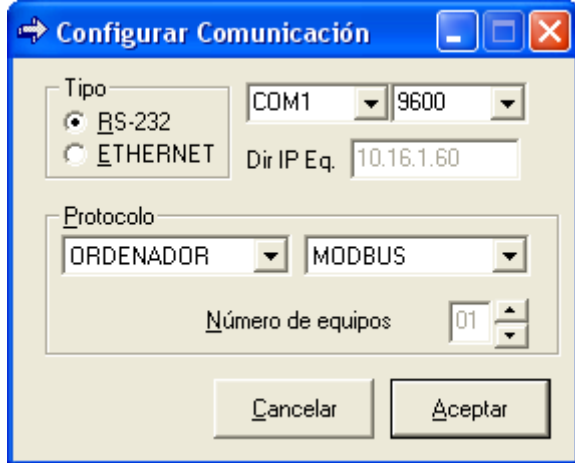 Configurar Comunicación
Tipo
RS-232
ETHERNET
COM1 9600
Dir IP Eq. 10.16.1.60
Protocolo
ORDENADOR MODBUS
Número de equipos 01
Cancelar Aceptar